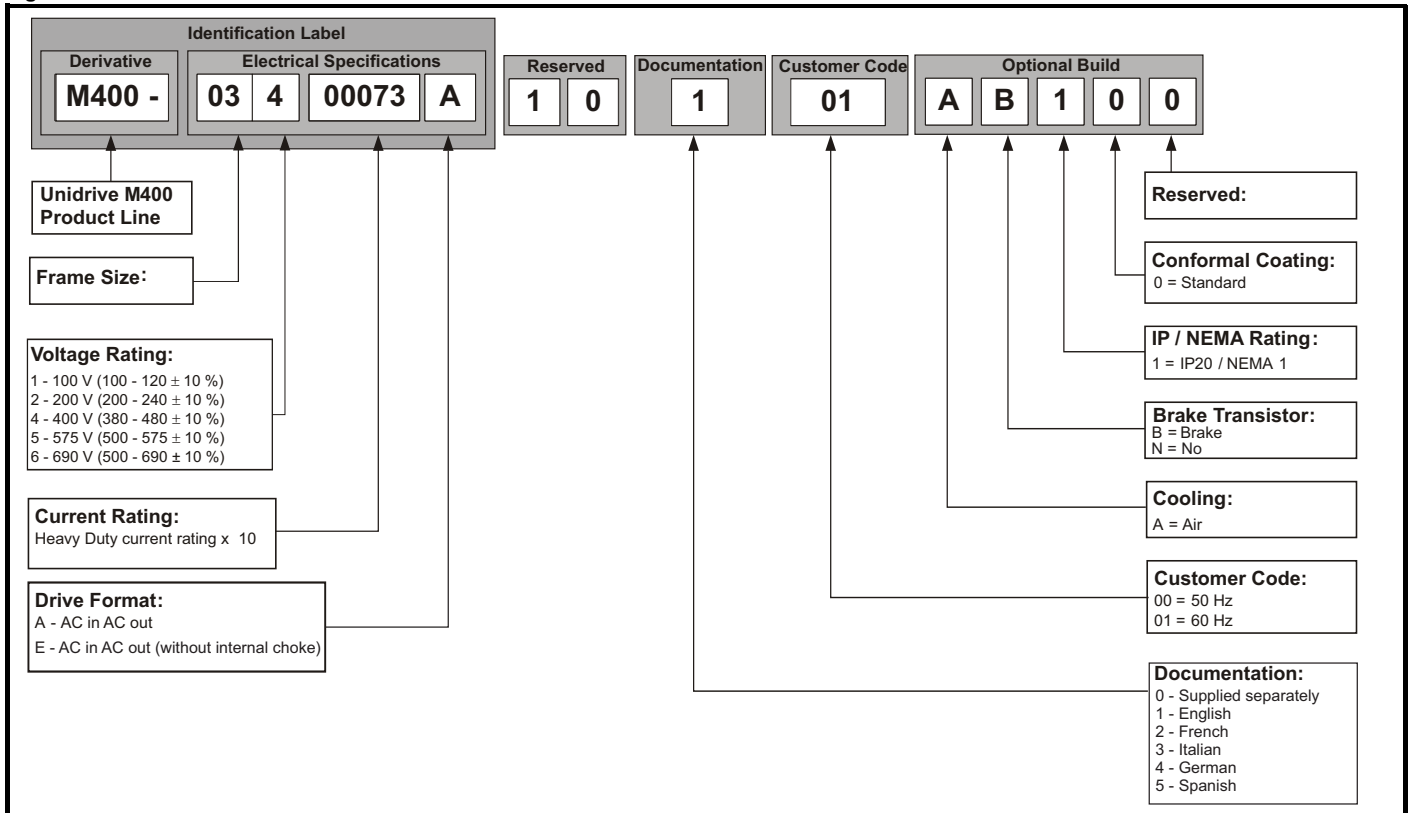 Identification Label
Derivative
Electrical Specifications
Reserved
Documentation
Customer Code
Optional Build
M400 -
03 4 00073 A
1 0
1
01
A B 1 0 0
Unidrive M400
Product Line
Frame Size:
Voltage Rating:
1 - 100 V (100 - 120 ± 10 %)
2 - 200 V (200 - 240 ± 10 %)
4 - 400 V (380 - 480 ± 10 %)
5 - 575 V (500 - 575 ± 10 %)
6 - 690 V (500 - 690 ± 10 %)
Current Rating:
Heavy Duty current rating x 10
Drive Format:
A - AC in AC out
E - AC in AC out (without internal choke)
Reserved:
Conformal Coating:
0 = Standard
IP / NEMA Rating:
1 = IP20 / NEMA 1
Brake Transistor:
B = Brake
N = No
Cooling:
A = Air
Customer Code:
00 = 50 Hz
01 = 60 Hz
Documentation:
0 - Supplied separately
1 - English
2 - French
3 - Italian
4 - German
5 - Spanish